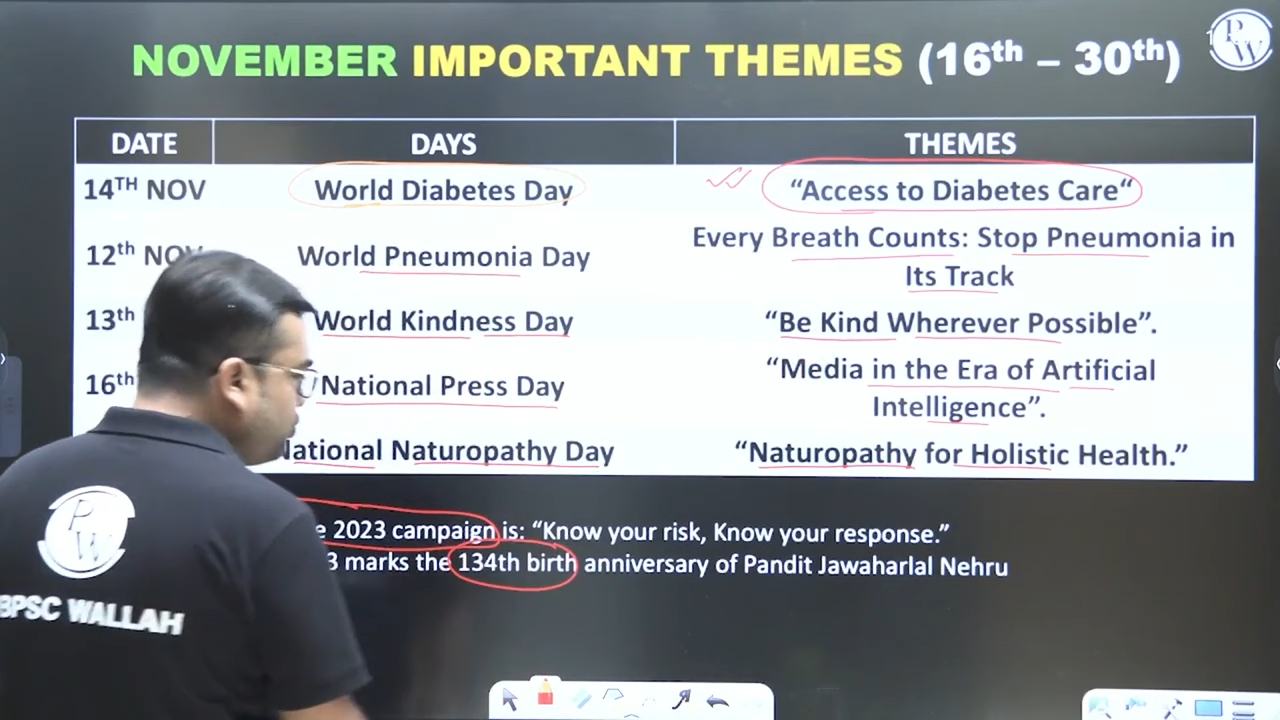 NOVEMBER IMPORTANT THEMES (16th – 30th)
PW
DATE DAYS THEMES
14TH NOV World Diabetes Day “Access to Diabetes Care“
12th NOV World Pneumonia Day Every Breath Counts: Stop Pneumonia in
Its Track
13th World Kindness Day “Be Kind Wherever Possible”.
16th National Press Day “Media in the Era of Artificial
Intelligence”.
National Naturopathy Day “Naturopathy for Holistic Health.”
e 2023 campaign is: “Know your risk, Know your response.”
3 marks the 134th birth anniversary of Pandit Jawaharlal Nehru
PW
BPSC WALLAH